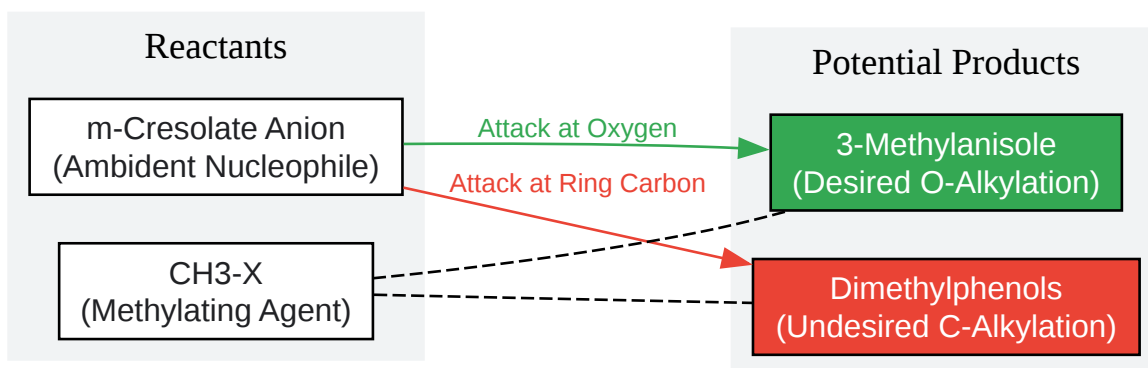 Reactants
m-Cresolate Anion
(Ambident Nucleophile)
CH3-X
(Methylating Agent)
Attack at Oxygen
Attack at Ring Carbon
Potential Products
3-Methylanisole
(Desired O-Alkylation)
Dimethylphenols
(Undesired C-Alkylation)